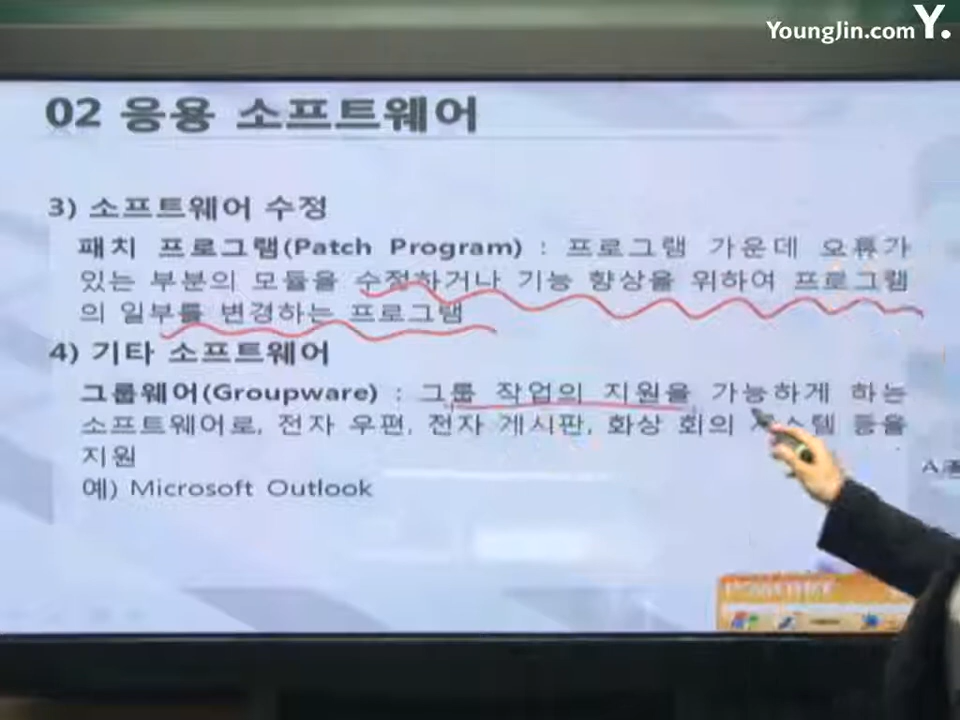 YoungJin.com Y.
02 응용 소프트웨어
3) 소프트웨어 수정
패치 프로그램(Patch Program) : 프로그램 가운데 오류가
있는 부분의 모듈을 수정하거나 기능 향상을 위하여 프로그램
의 일부를 변경하는 프로그램
4) 기타 소프트웨어
그룹웨어(Groupware) : 그룹 작업의 지원을 가능하게 하는
소프트웨어로, 전자 우편, 전자 게시판, 화상 회의 시스템 등을
지원
예) Microsoft Outlook